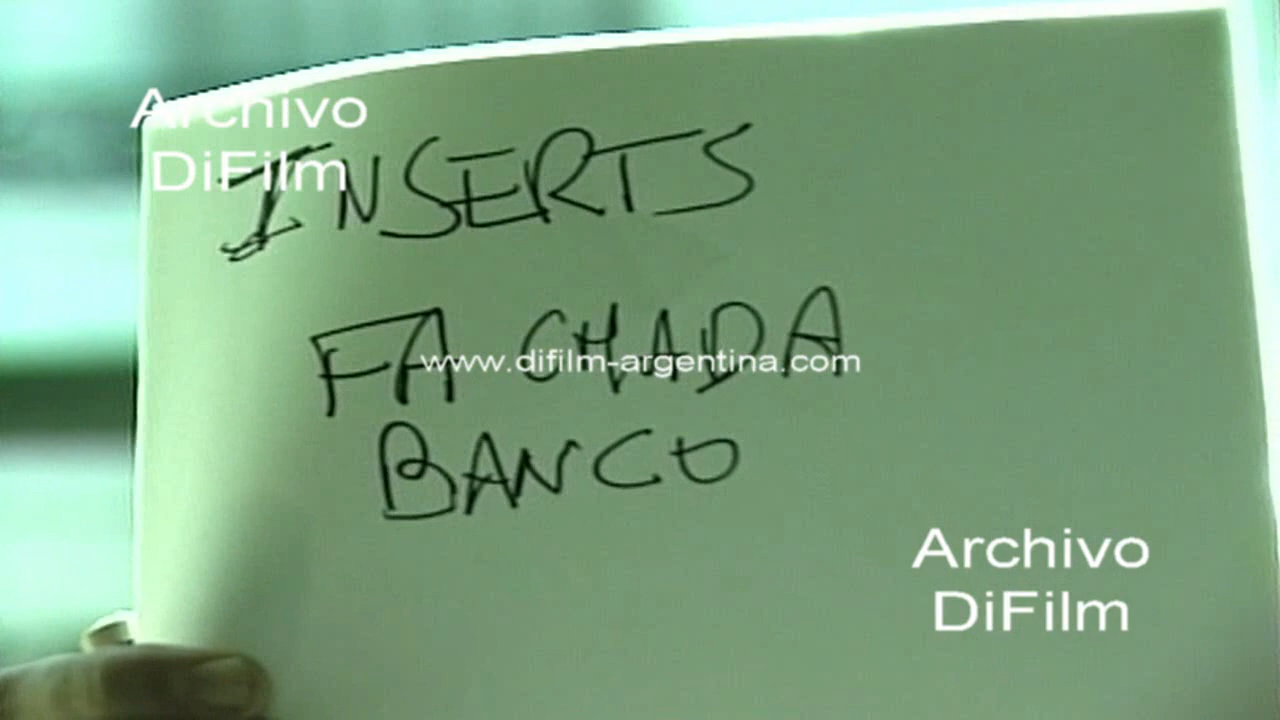 Archivo
DiFilm
INSERTS
FACHADA
www.difilm-argentina.com
BANCO
Archivo
DiFilm